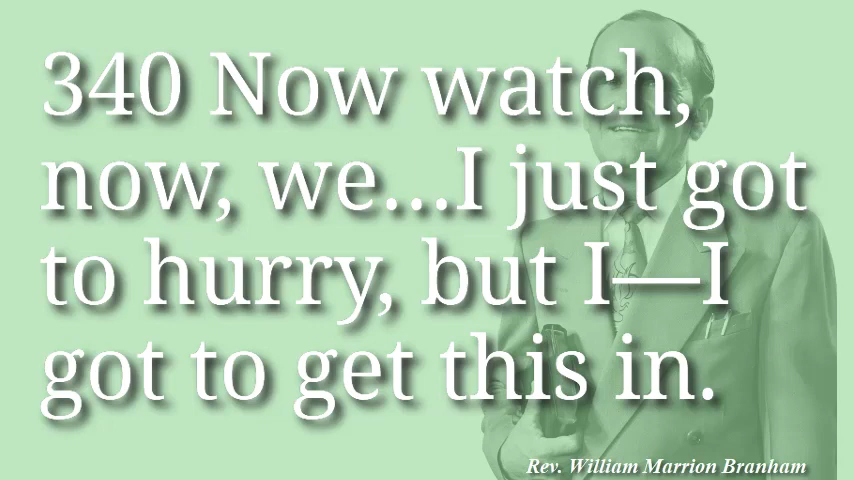 340 Now watch,
now, we...I just got
to hurry, but I—I
got to get this in.
Rev. William Marrion Branham